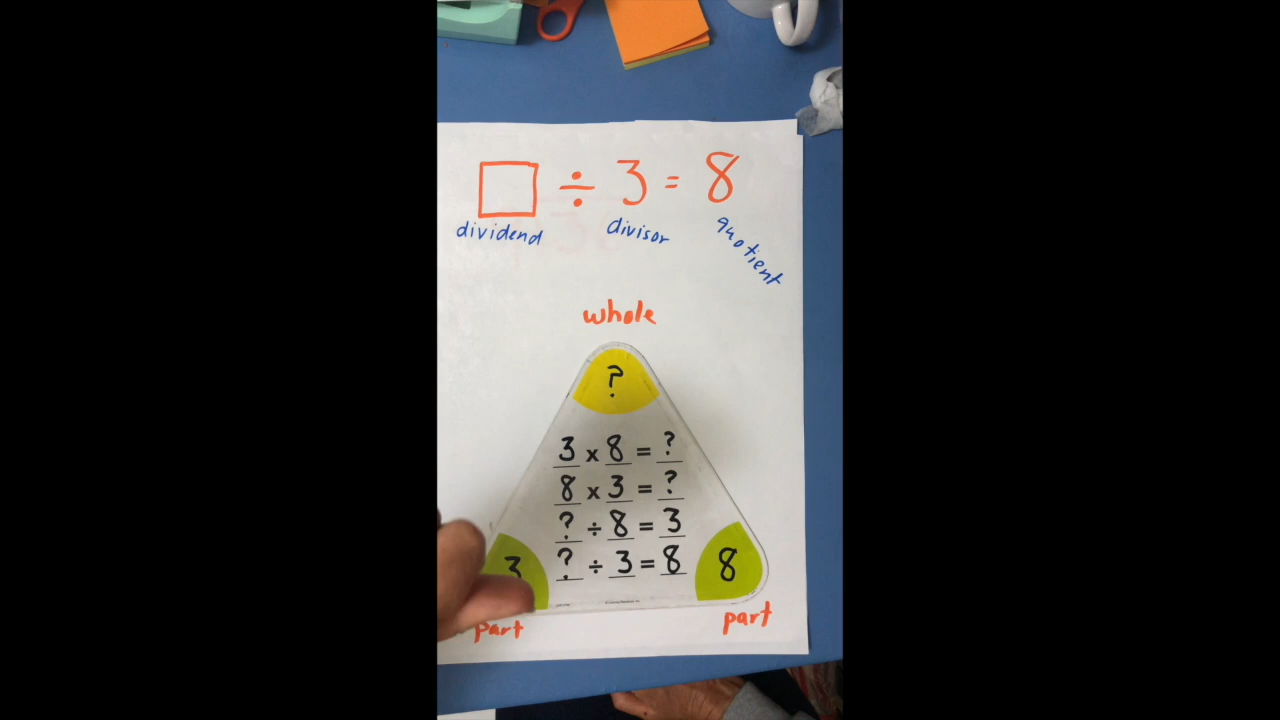 □ ÷ 3 = 8
dividend divisor quotient
whole
?
3 x 8 = ?
8 x 3 = ?
? ÷ 8 = 3
? ÷ 3 = 8
3 8
part part